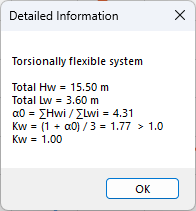 Detailed Information
Torsionally flexible system
Total Hw = 15.50 m
Total Lw = 3.60 m
α0 = ∑Hwi / ∑Lwi = 4.31
Kw = (1 + α0) / 3 = 1.77  > 1.0
Kw = 1.00
OK